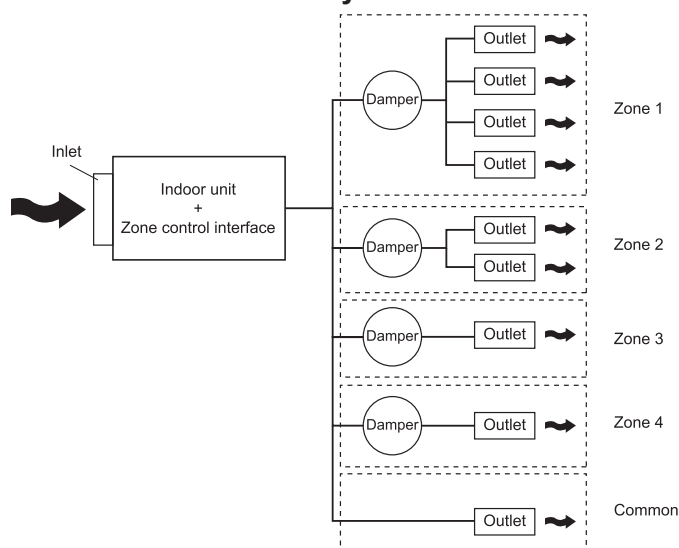 Inlet
Indoor unit
+
Zone control interface
Damper
Outlet
Outlet
Outlet
Outlet
Zone 1
Damper
Outlet
Outlet
Zone 2
Damper
Outlet
Zone 3
Damper
Outlet
Zone 4
Outlet
Common